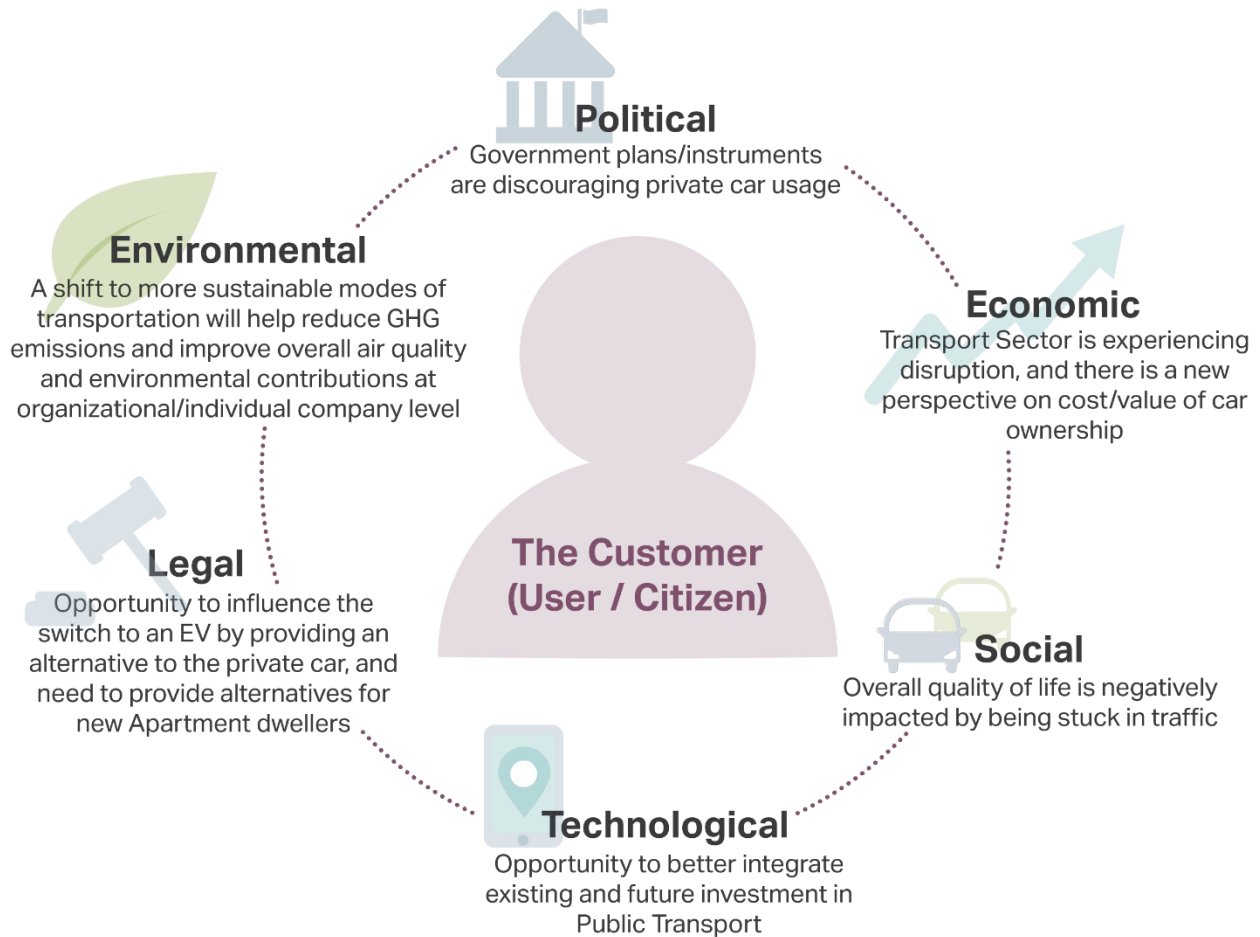 Political
Government plans/instruments
are discouraging private car usage
Environmental
A shift to more sustainable modes of
transportation will help reduce GHG
emissions and improve overall air quality
and environmental contributions at
organizational/individual company level
Economic
Transport Sector is experiencing
disruption, and there is a new
perspective on cost/value of car
ownership
The Customer
(User / Citizen)
Legal
Opportunity to influence the
switch to an EV by providing an
alternative to the private car, and
need to provide alternatives for
new Apartment dwellers
Social
Overall quality of life is negatively
impacted by being stuck in traffic
Technological
Opportunity to better integrate
existing and future investment in
Public Transport